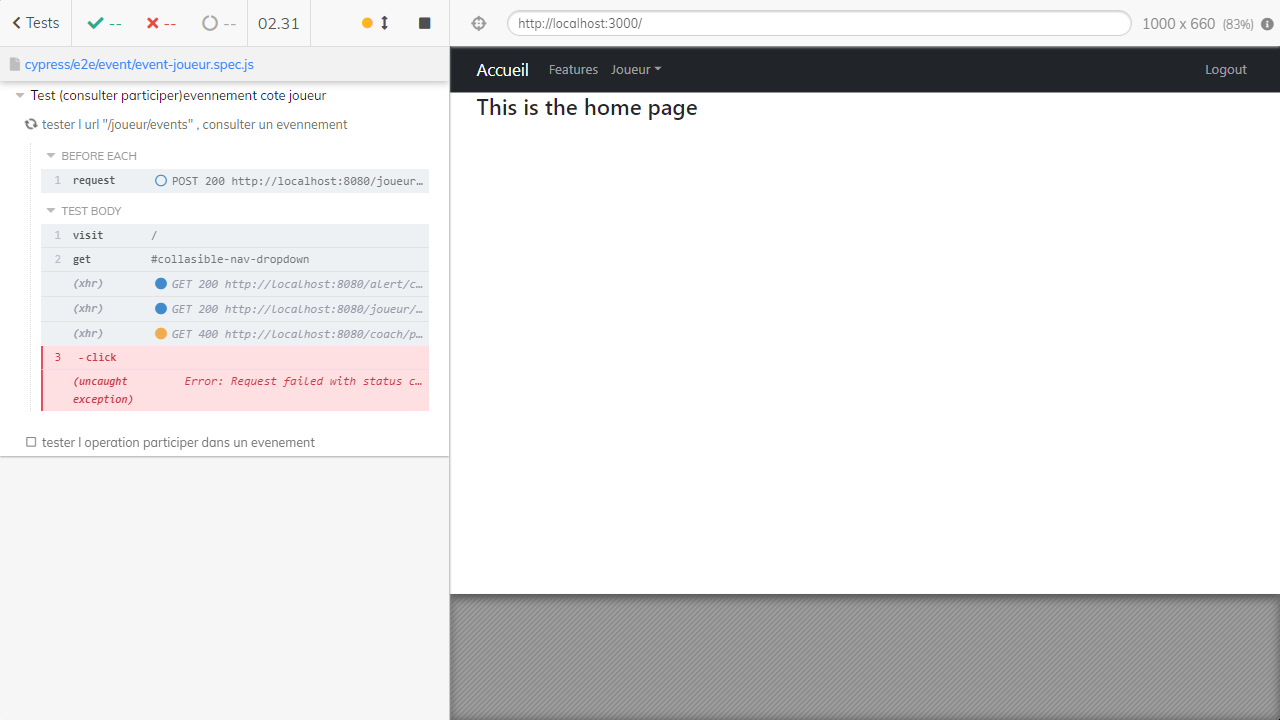 Tests
--
--
--
02.31
http://localhost:3000/
1000 x 660 (83%)
cypress/e2e/event/event-joueur.spec.js
Test (consulter participer)evennement cote joueur
tester l url "/joueur/events" , consulter un evennement
BEFORE EACH
1 request POST 200 http://localhost:8080/joueur…
TEST BODY
1 visit /
2 get #collasible-nav-dropdown
(xhr) GET 200 http://localhost:8080/alert/c…
(xhr) GET 200 http://localhost:8080/joueur/…
(xhr) GET 400 http://localhost:8080/coach/p…
3 -click
(uncaught exception) Error: Request failed with status c…
tester l operation participer dans un evenement
Accueil Features Joueur Logout
This is the home page